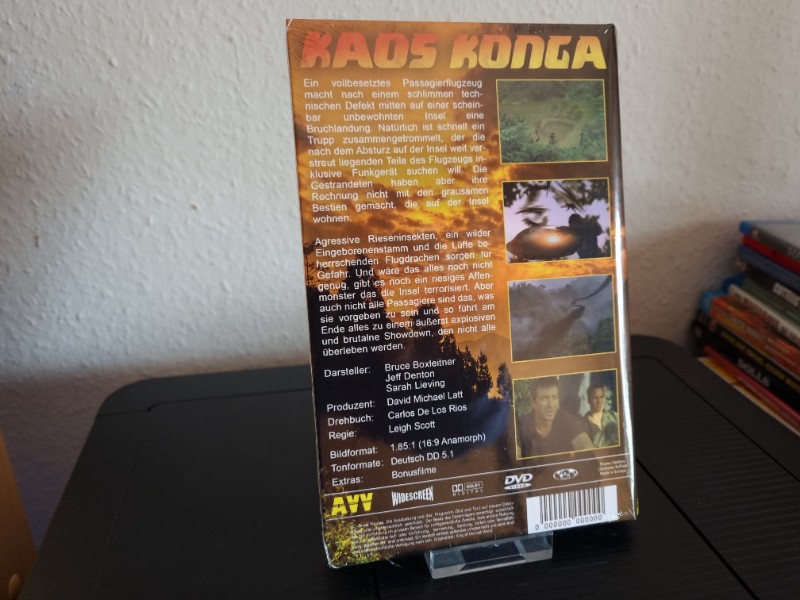 KAOS KONGA
Ein vollbesetztes Passagierflugzeug
macht nach einem schlimmen tech-
nischen Defekt mitten auf einer schein-
bar unbewohnten Insel eine
Bruchlandung. Natürlich ist schnell ein
Trupp zusammengetrommelt, der die
nach dem Absturz auf der Insel weit ver-
streut liegenden Teile des Flugzeugs in-
klusive Funkgerät suchen will. Die
Gestrandeten haben aber ihre
Rechnung nicht mit den grausamen
Bestien gemacht, die auf der Insel
wohnen.
Agressive Rieseninsekten, ein wilder
Eingeborenenstamm und die Lüfte be-
herrschenden Flugdrachen sorgen für
Gefahr. Und wäre das alles noch nicht
genug, gibt es noch ein riesiges Affen-
monster das die Insel terrorisiert. Aber
auch nicht alle Passagiere sind das, was
sie vorgeben zu sein und so führt am
Ende alles zu einem äußerst explosiven
und brutalne Showdown, den nicht alle
überleben werden.
Darsteller: Bruce Boxleitner
Jeff Denton
Sarah Lieving
Produzent: David Michael Latt
Drehbuch: Carlos De Los Rios
Regie: Leigh Scott
Bildformat: 1.85:1 (16:9 Anamorph)
Tonformate: Deutsch DD 5.1
Extras: Bonusfilme
AVV WIDESCREEN DOLBY DIGITAL DVD VIDEO
0 000000 000000